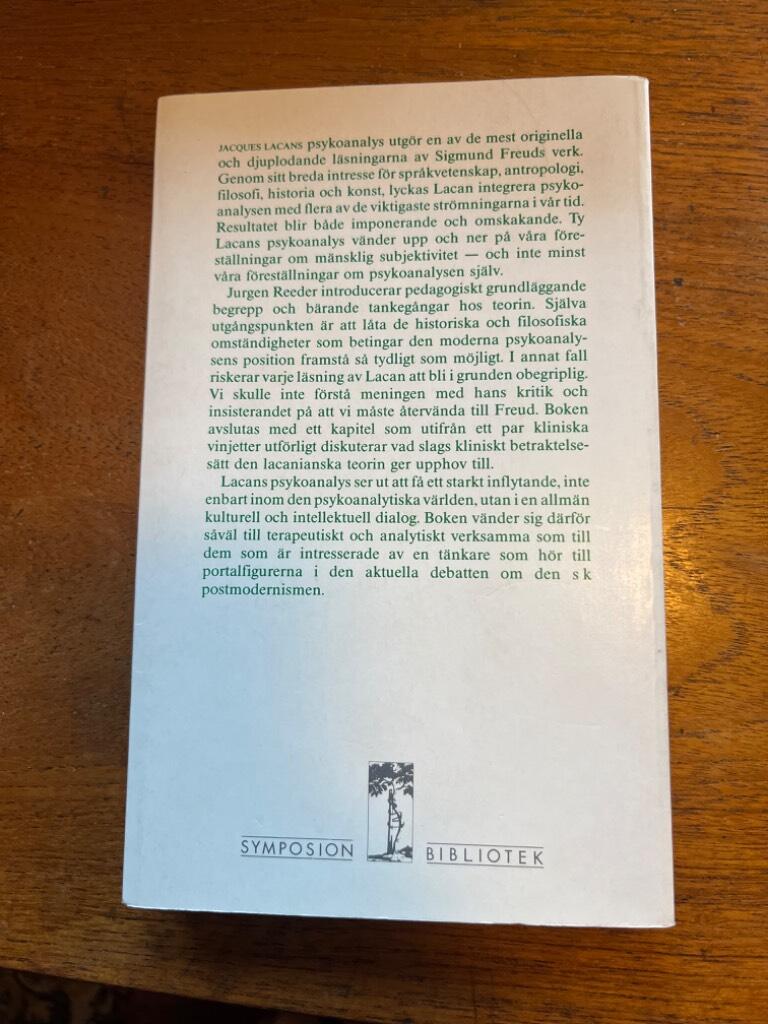 JACQUES LACANS psykoanalys utgör en av de mest originella
och djuplodande läsningarna av Sigmund Freuds verk.
Genom sitt breda intresse för språkvetenskap, antropologi,
filosofi, historia och konst, lyckas Lacan integrera psyko-
analysen med flera av de viktigaste strömningarna i vår tid.
Resultatet blir både imponerande och omskakande. Ty
Lacans psykoanalys vänder upp och ner på våra före-
ställningar om mänsklig subjektivitet — och inte minst
våra föreställningar om psykoanalysen själv.
Jurgen Reeder introducerar pedagogiskt grundläggande
begrepp och bärande tankegångar hos teorin. Själva
utgångspunkten är att låta de historiska och filosofiska
omständigheter som betingar den moderna psykoanaly-
sens position framstå så tydligt som möjligt. I annat fall
riskerar varje läsning av Lacan att bli i grunden obegriplig.
Vi skulle inte förstå meningen med hans kritik och
insisterandet på att vi måste återvända till Freud. Boken
avslutas med ett kapitel som utifrån ett par kliniska
vinjetter utförligt diskuterar vad slags kliniskt betraktelse-
sätt den lacanianska teorin ger upphov till.
Lacans psykoanalys ser ut att få ett starkt inflytande, inte
enbart inom den psykoanalytiska världen, utan i en allmän
kulturell och intellektuell dialog. Boken vänder sig därför
såväl till terapeutiskt och analytiskt verksamma som till
dem som är intresserade av en tänkare som hör till
portalfigurerna i den aktuella debatten om den s k
postmodernismen.
SYMPOSION BIBLIOTEK